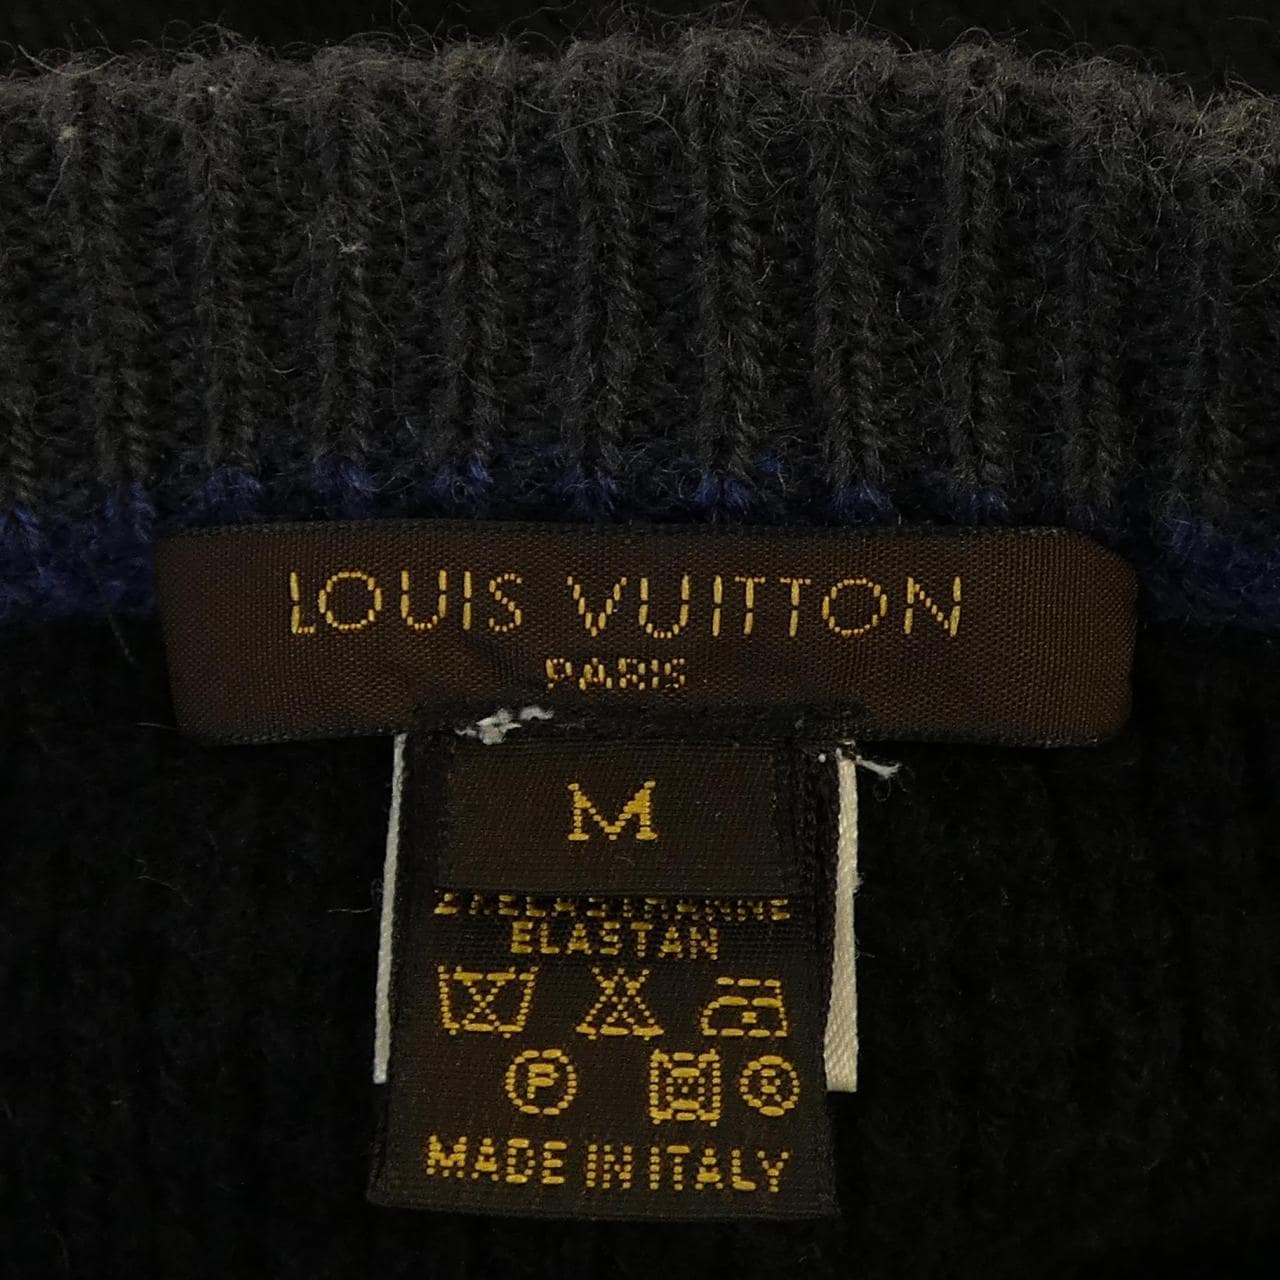 LOUIS VUITTON
PARIS
M
ELASTAN
P
R
MADE IN ITALY